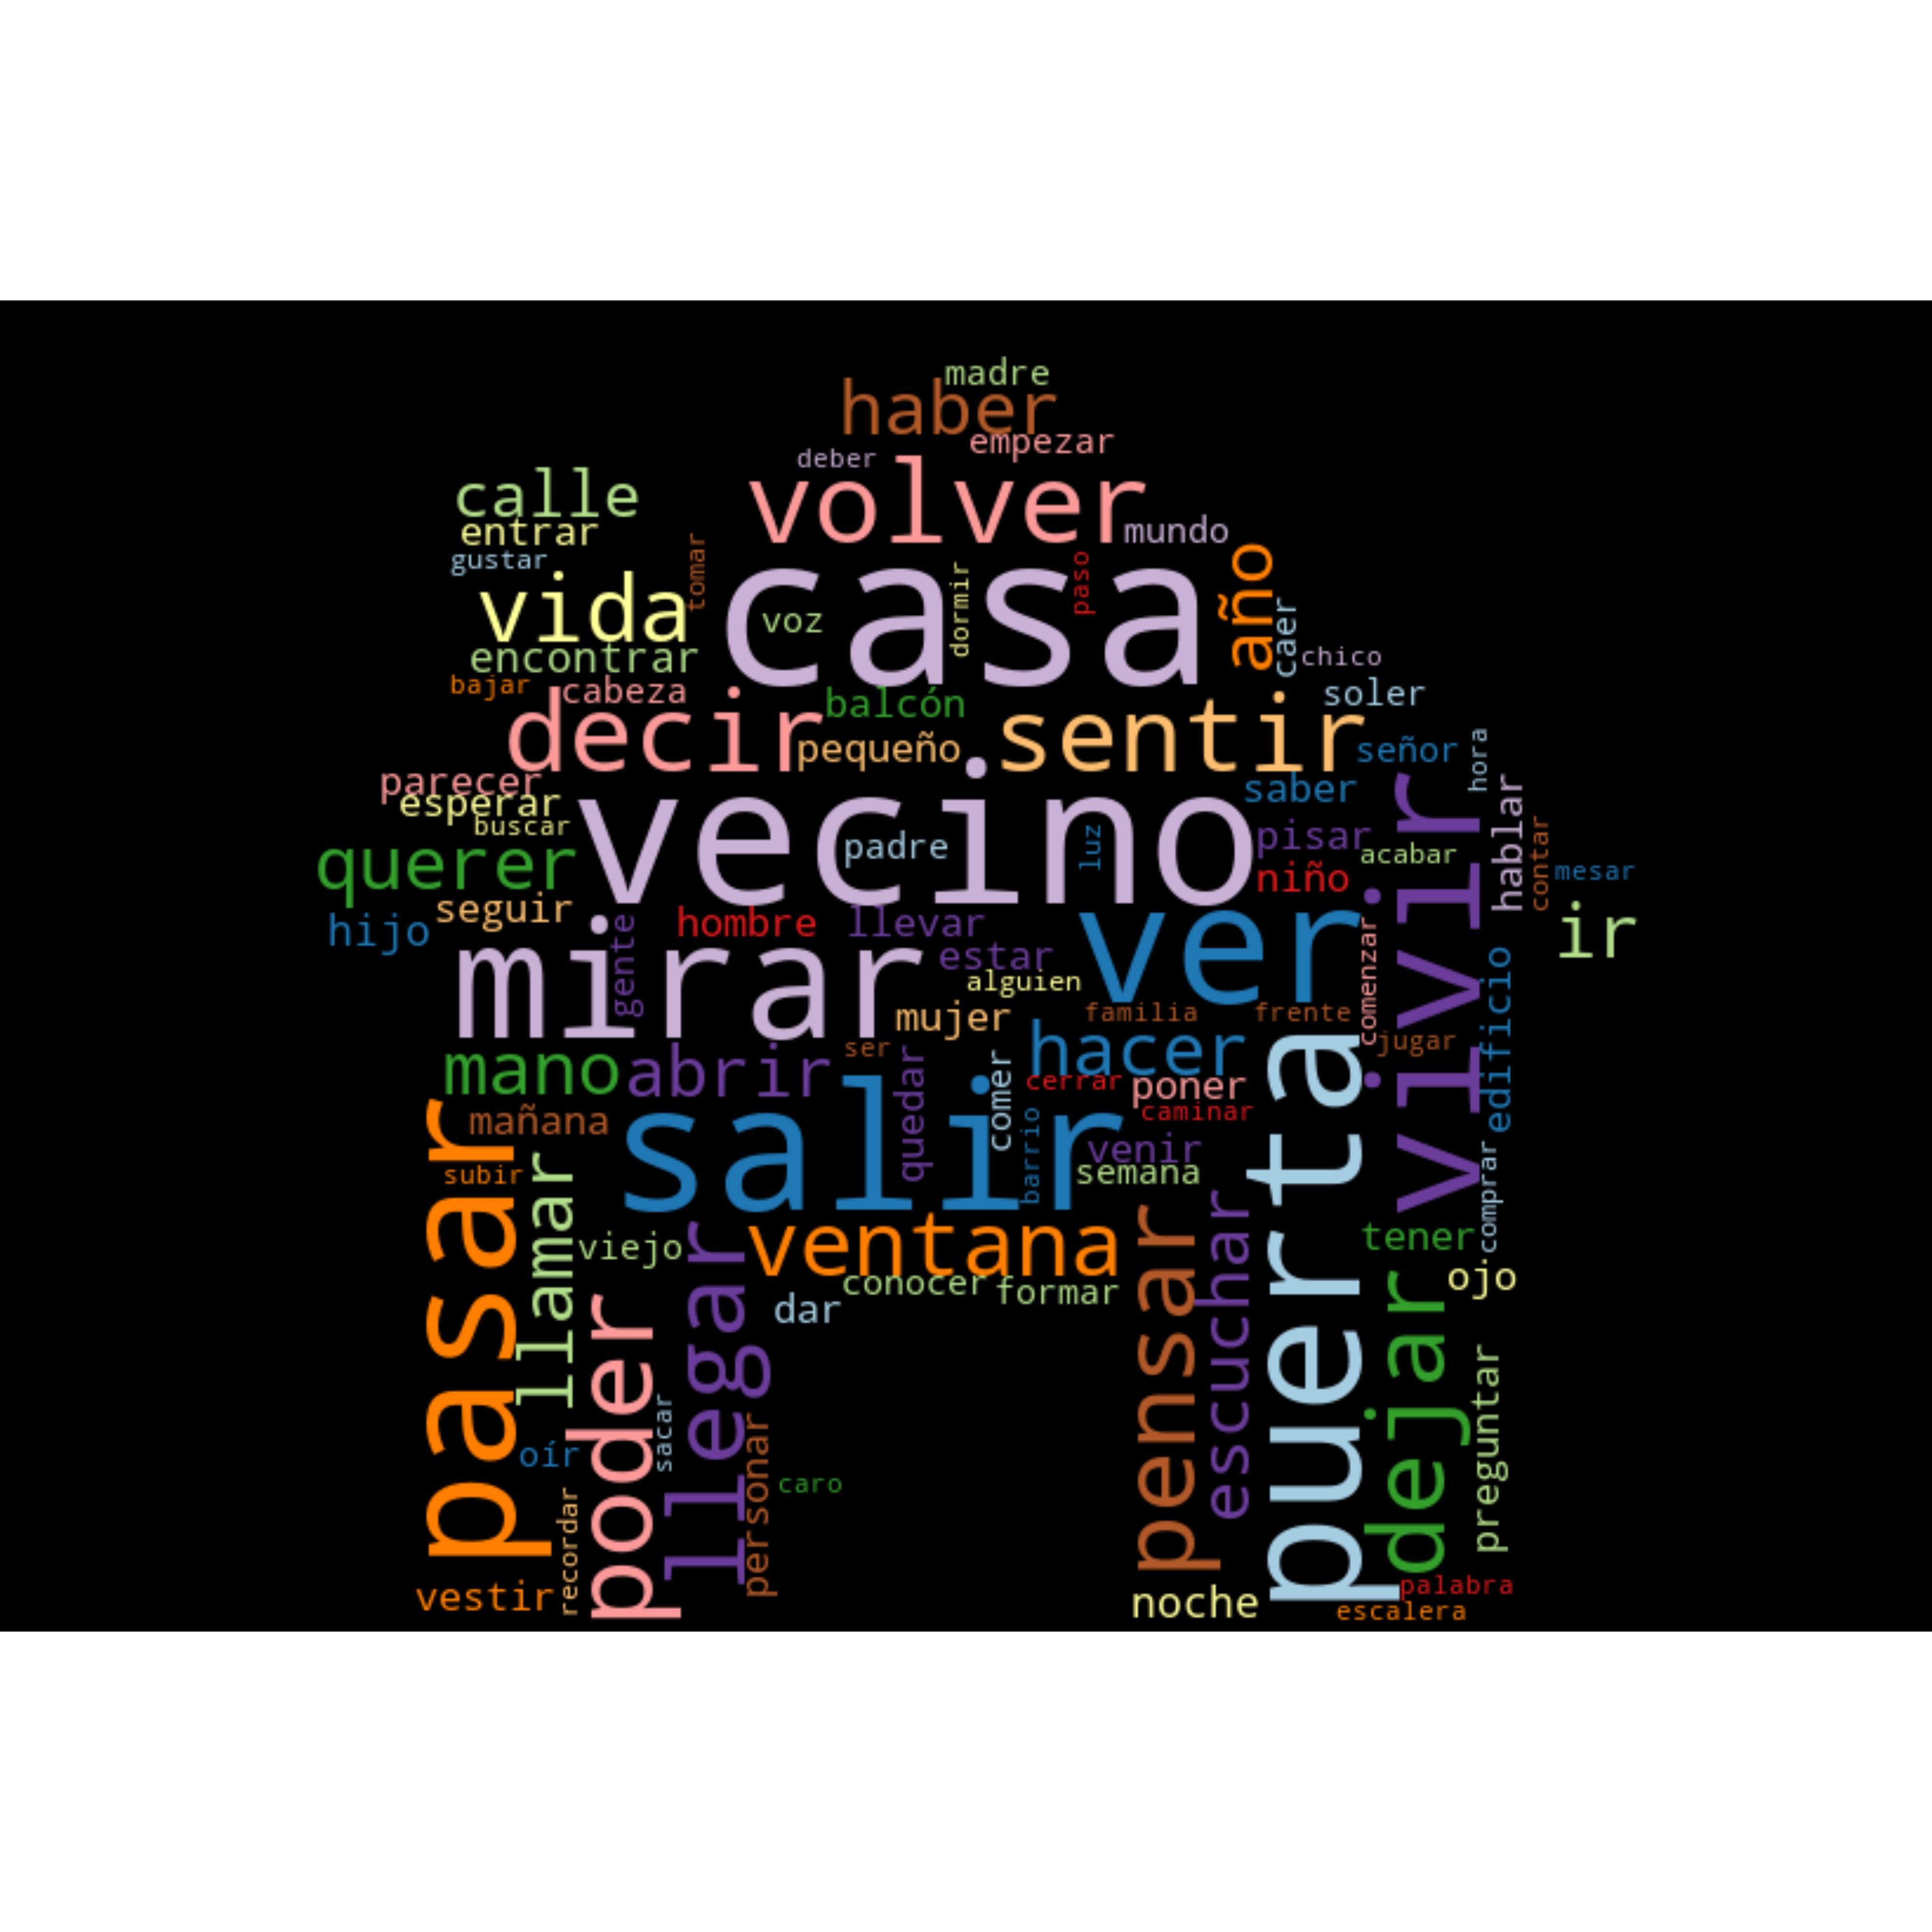 madre
haber
empezar
deber
calle
volver
entrar
mundo
gustar
tomar
casa
paso
año
dormir
vida
voz
caer
encontrar
chico
bajar
cabeza
balcón
soler
decir
sentir
pequeño
señor
hora
parecer
saber
esperar
vecino
vivir
hablar
buscar
padre
luz
pisar
acabar
contar
querer
mesar
niño
seguir
hijo
hombre
llevar
ver
ir
gente
mirar
estar
comenzar
edificio
alguien
mujer
familia
frente
ser
hacer
jugar
mano
abrir
quedar
comer
cerrar
poner
puerta
mañana
caminar
salir
barrio
venir
pasar
subir
semana
comprar
llamar
viejo
ventana
pensar
escuchar
tener
llegar
conocer
formar
ojo
dar
poder
dejar
sacar
preguntar
oír
personar
caro
recordar
vestir
noche
palabra
escalera